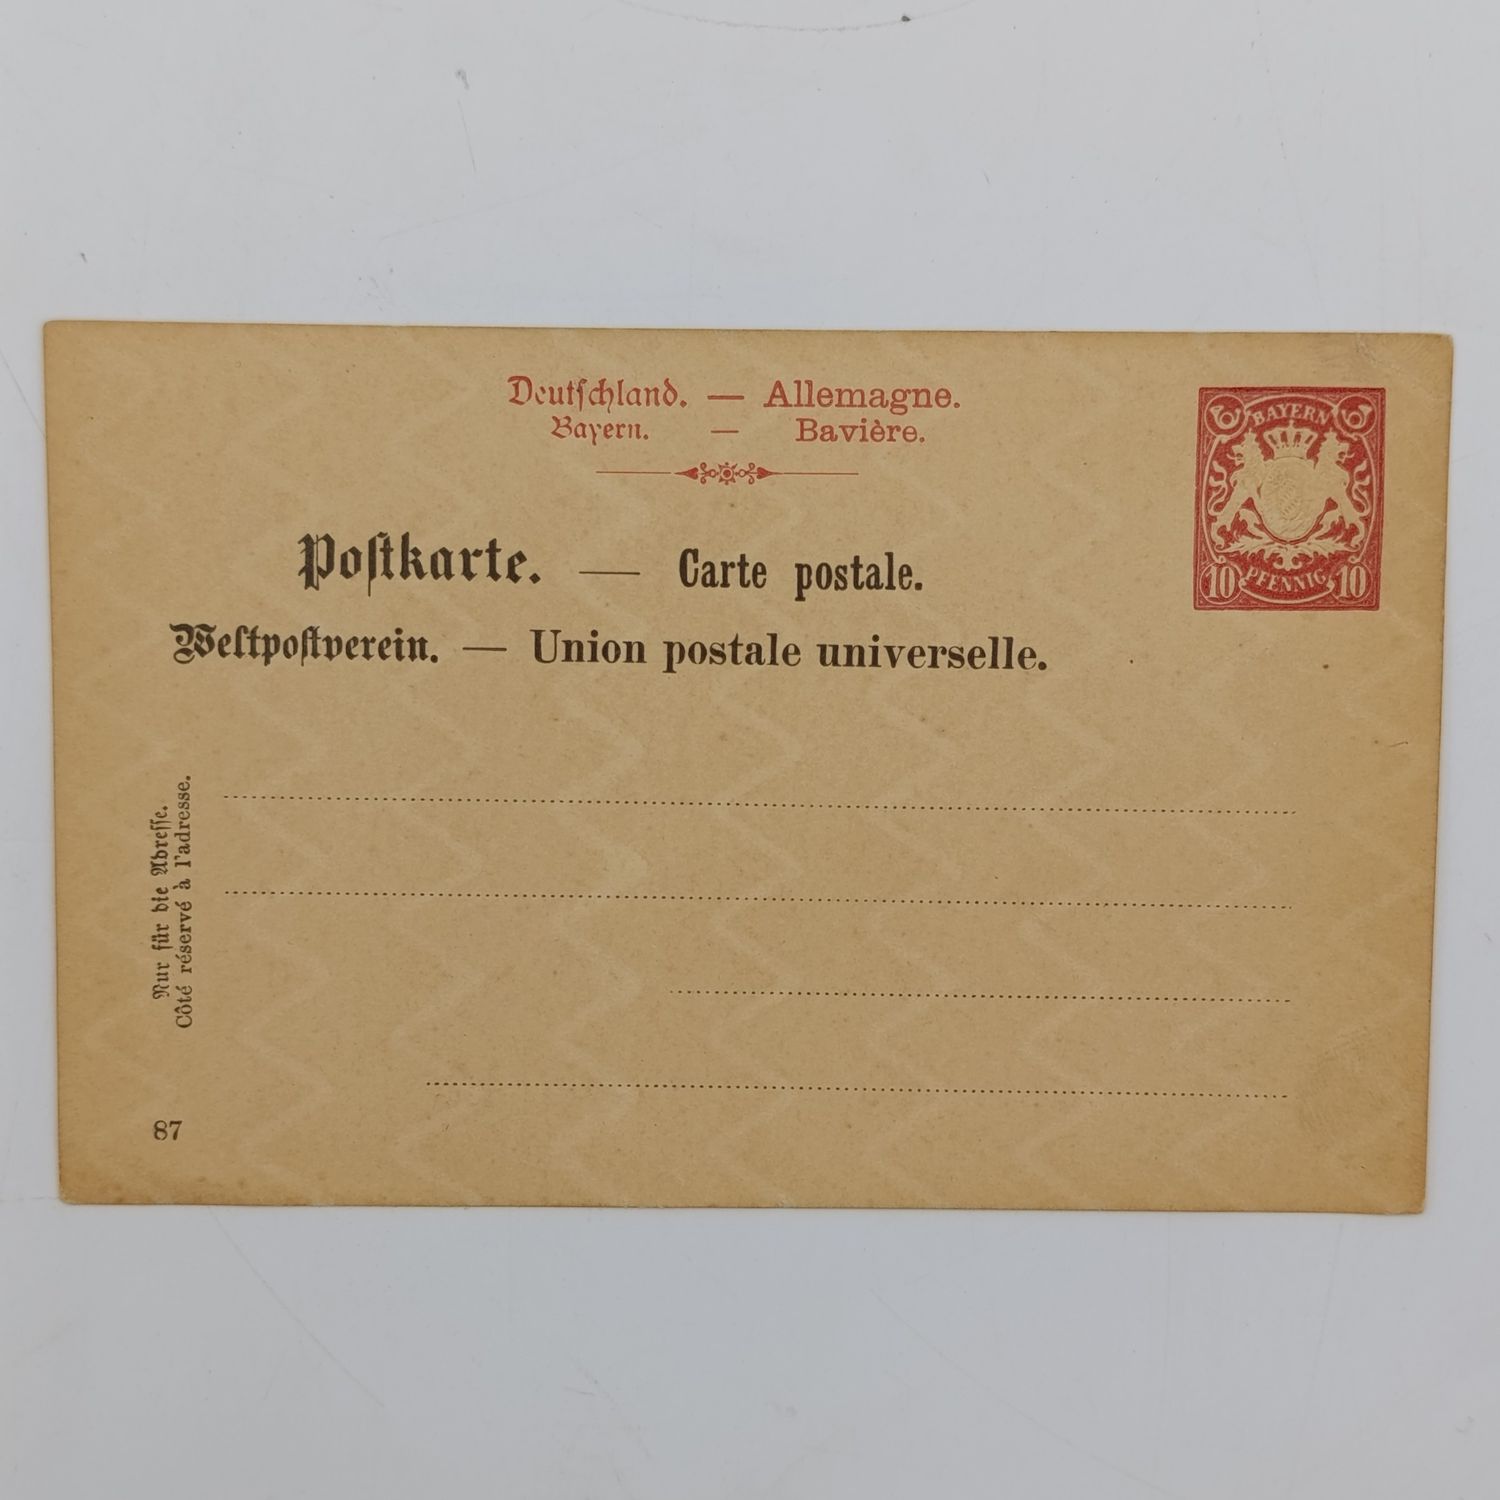 Deutſchland. — Allemagne.
Bayern. — Bavière.
BAYERN
10 PFENNIG 10
Poſtkarte. — Carte postale.
Weltpoſtverein. — Union postale universelle.
Nur für die Adreſſe.
Côté réservé à l'adresse.
87